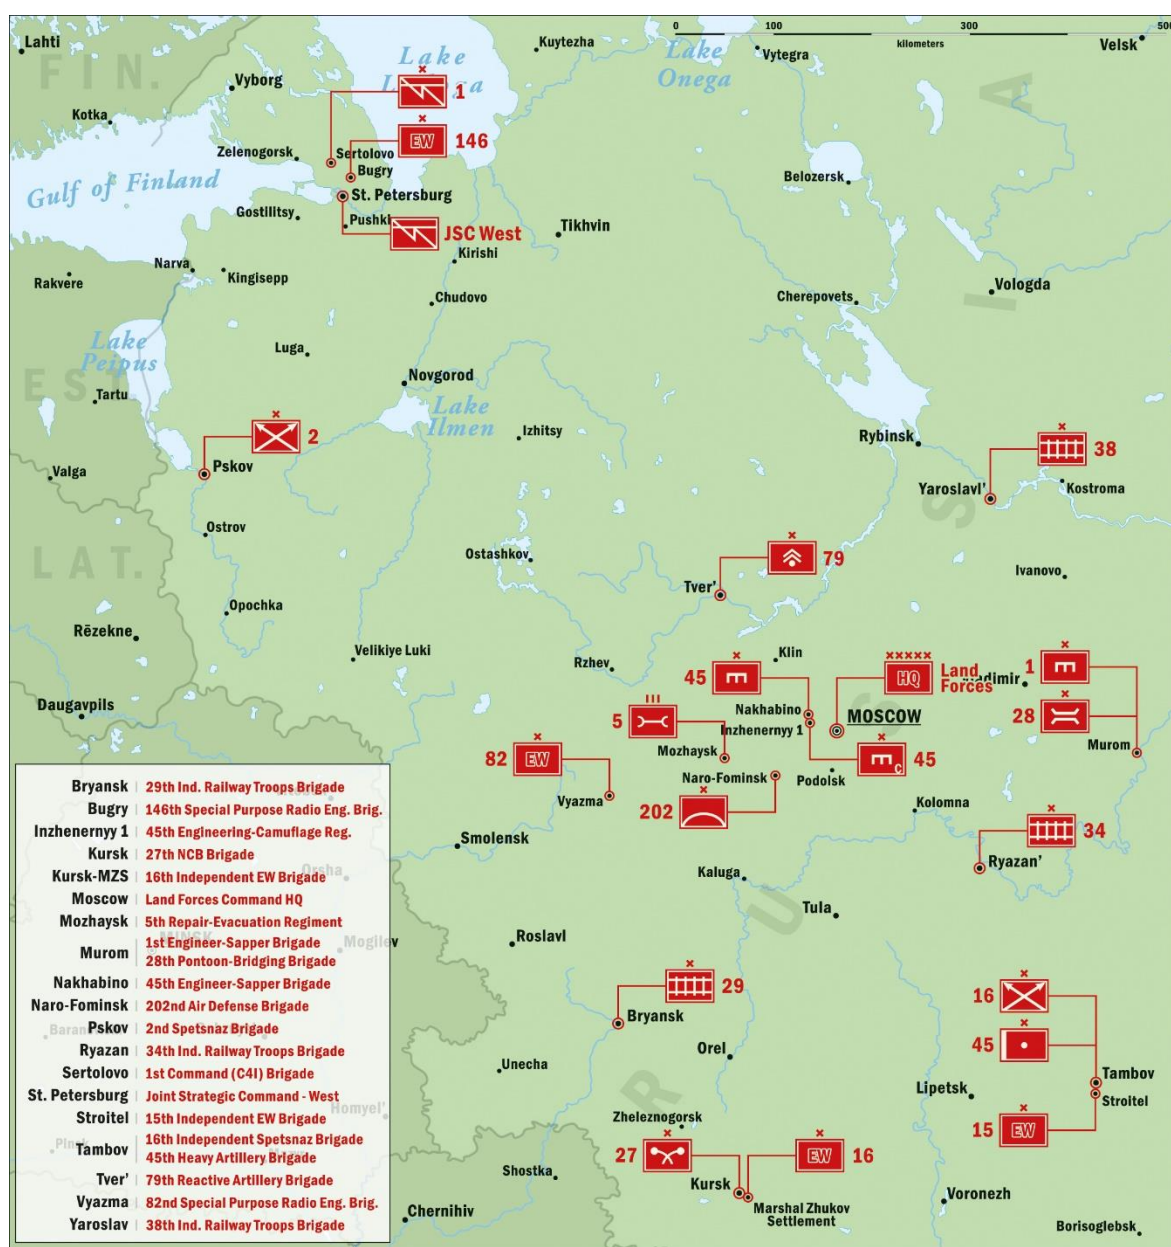 0 100 300 500
kilometers
Lahti
Kuytezha
Lake Onega
Vytegra
Velsk
FIN.
Vyborg
Lake
1
Kotka
EW 146
Zelenogorsk
Sertolovo
Bugry
Belozersk
Gulf of Finland
St. Petersburg
Gostilitsy
Pushki
JSC West
Tikhvin
Narva
Kirishi
Rakvere
Kingisepp
Vologda
Chudovo
Cherepovets
Lake Peipus
Luga
EST.
Novgorod
Tartu
Lake Ilmen
2
Izhitsy
Rybinsk
38
Pskov
Valga
Yaroslavl'
Kostroma
Ostrov
LAT.
Ostashkov
79
Tver'
Ivanovo
Opochka
Rēzekne
Velikiye Luki
Rzhev
Klin
45
HQ Land Forces
1
Daugavpils
Nakhabino
Inzhenernyy 1
MOSCOW
5
28
Murom
82 EW
Mozhaysk
C 45
Naro-Fominsk
Podolsk
Vyazma
202
Kolomna
34
Smolensk
Ryazan'
Kaluga
Tula
Roslavl
RUSSIA
29
16
Bryansk
45
Orel
Unecha
Tambov
Lipetsk
Stroitel
Zheleznogorsk
15 EW
27
EW 16
Shostka
Kursk
Marshal Zhukov
Settlement
Voronezh
Chernihiv
Borisoglebsk
Bryansk 29th Ind. Railway Troops Brigade
Bugry 146th Special Purpose Radio Eng. Brig.
Inzhenernyy 1 45th Engineering-Camuflage Reg.
Kursk 27th NCB Brigade
Kursk-MZS 16th Independent EW Brigade
Moscow Land Forces Command HQ
Mozhaysk 5th Repair-Evacuation Regiment
Murom 1st Engineer-Sapper Brigade
28th Pontoon-Bridging Brigade
Nakhabino 45th Engineer-Sapper Brigade
Naro-Fominsk 202nd Air Defense Brigade
Pskov 2nd Spetsnaz Brigade
Ryazan 34th Ind. Railway Troops Brigade
Sertolovo 1st Command (C4I) Brigade
St. Petersburg Joint Strategic Command - West
Stroitel 15th Independent EW Brigade
Tambov 16th Independent Spetsnaz Brigade
45th Heavy Artillery Brigade
Tver' 79th Reactive Artillery Brigade
Vyazma 82nd Special Purpose Radio Eng. Brig.
Yaroslav 38th Ind. Railway Troops Brigade
Orsha
MINSK
Mogilev
Homyel'
Pinsk